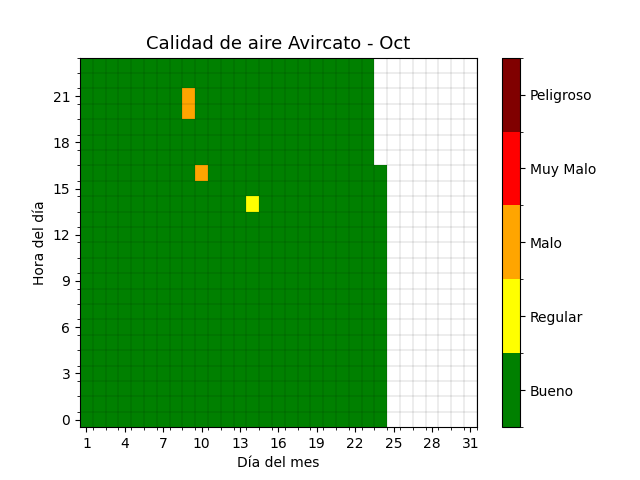 Calidad de aire Avircato - Oct
Hora del día
21
18
15
12
9
6
3
0
1 4 7 10 13 16 19 22 25 28 31
Día del mes
Peligroso
Muy Malo
Malo
Regular
Bueno